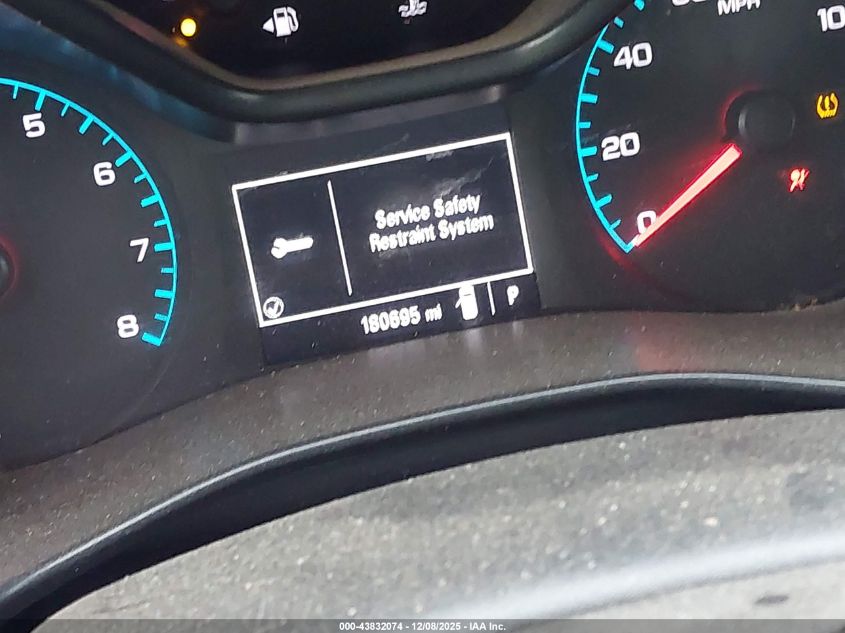 MPH
40
100
5
20
6
Service Safety
Restraint System
0
7
8
180695 mi
P
000-43832074 - 12/08/2025 - IAA Inc.